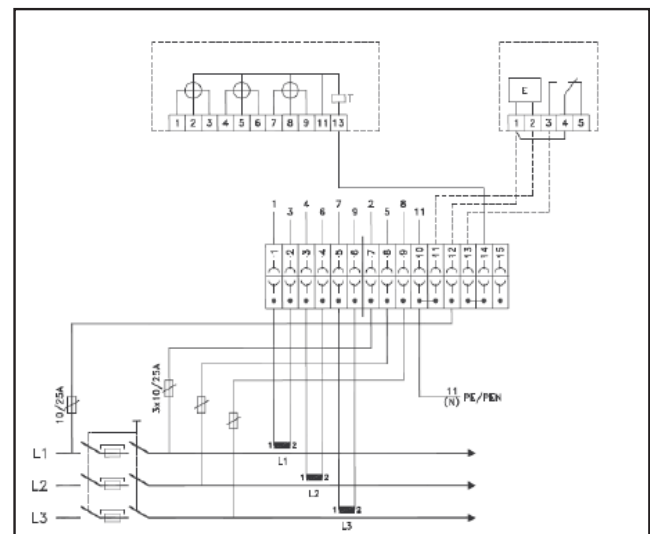 T
E
1 2 3 4 5 6 7 8 9 11 13
1 2 3 4 5
1 3 4 6 7 9 2 5 8 11
1 2 3 4 5 6 7 8 9 10 11 12 13 14 15
10/25A
3x10/25A
11
(N) PE/PEN
L1
1 2
L1
L2
1 2
L2
L3
1 2
L3